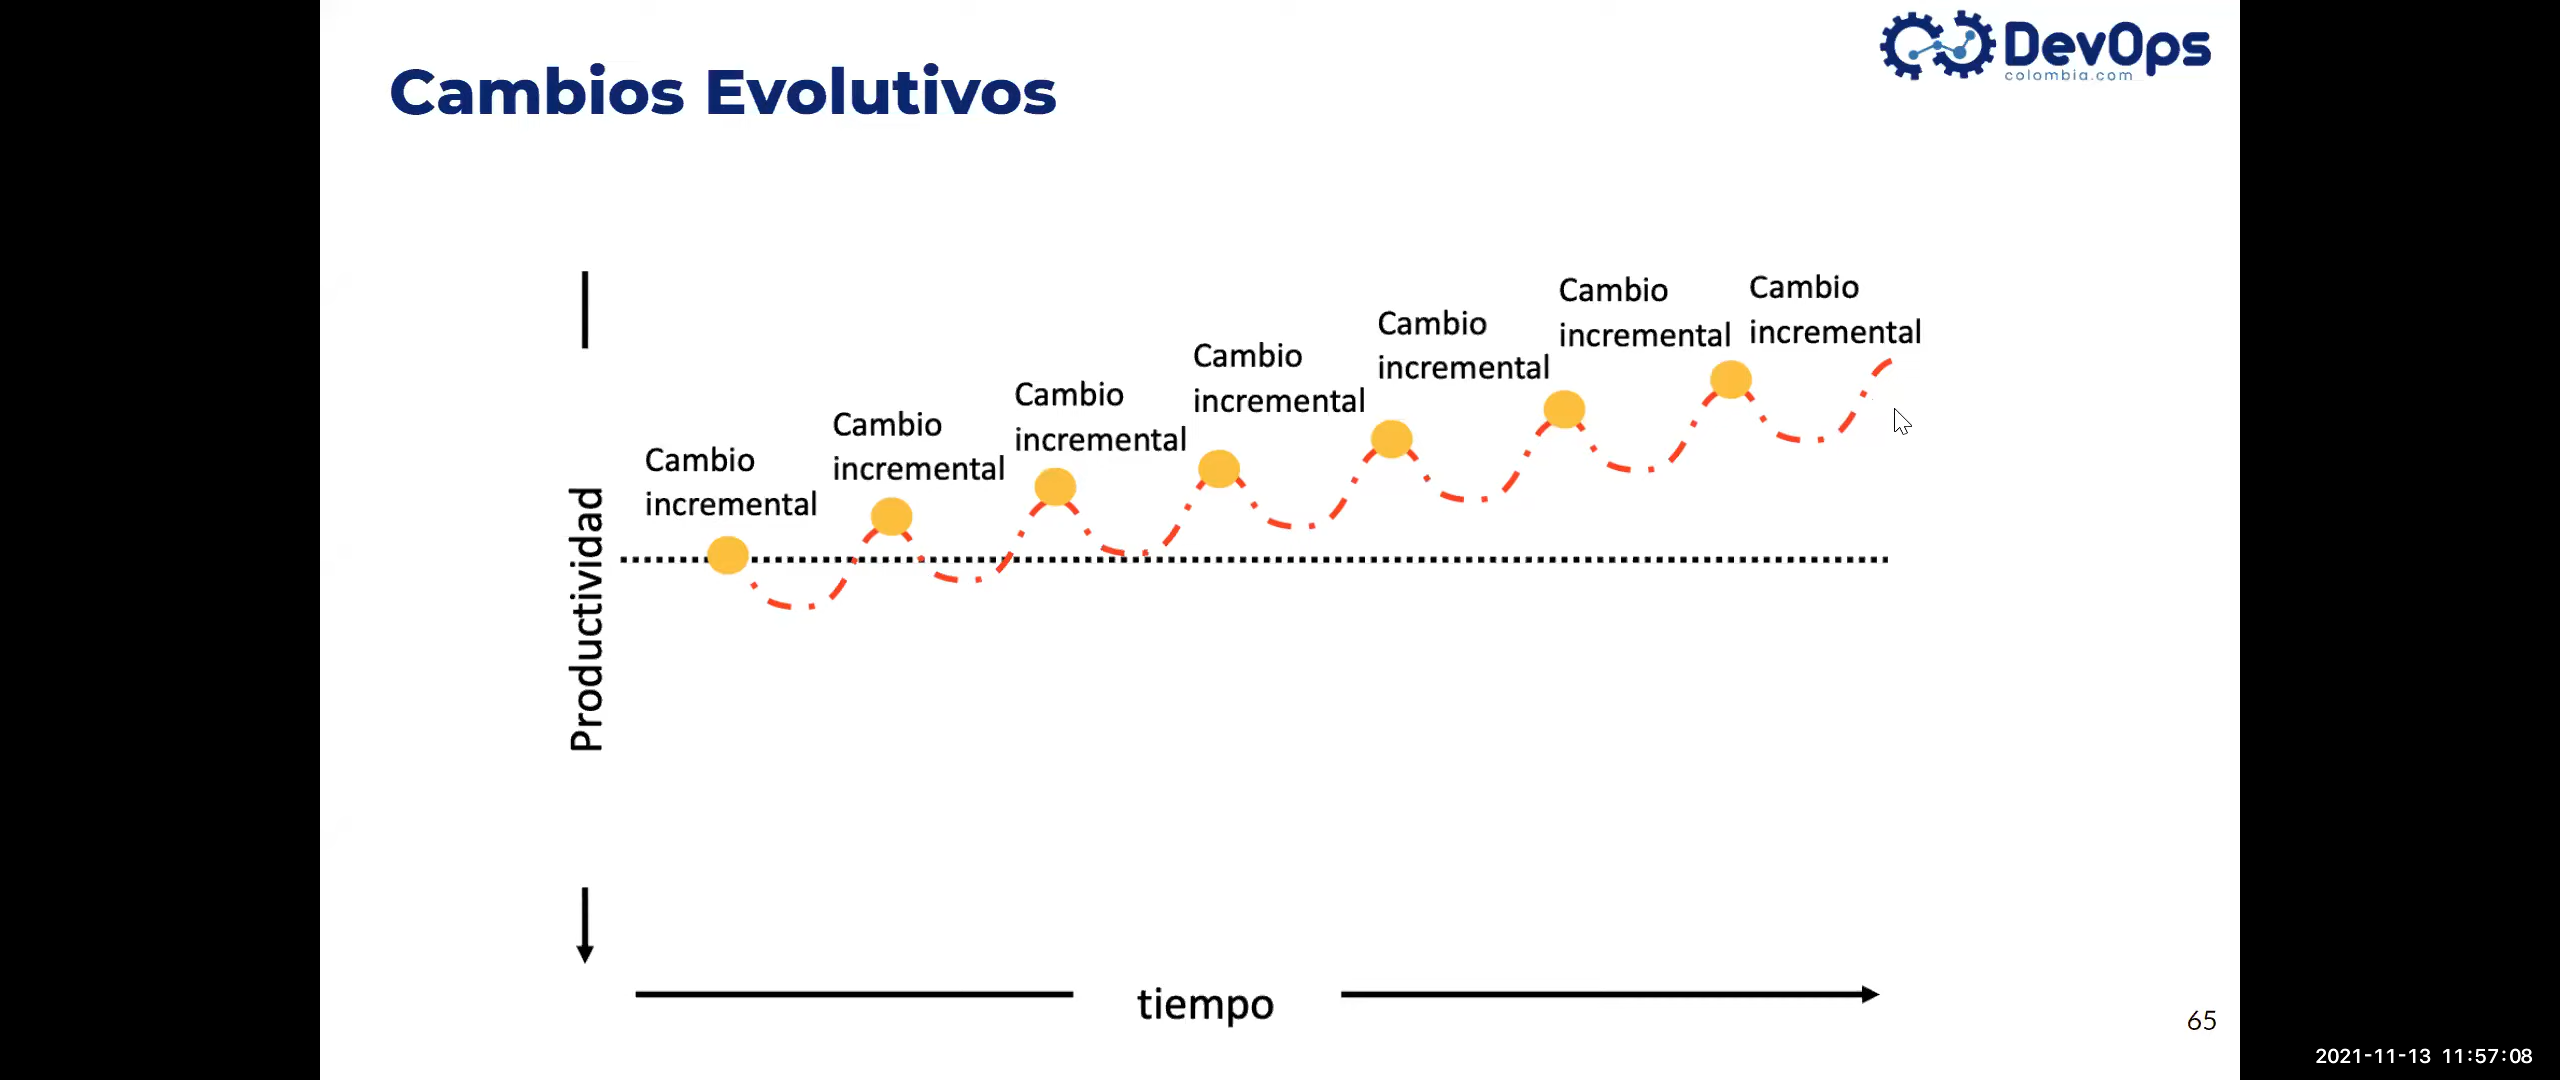 Cambios Evolutivos
DevOps
colombia.com
Cambio
incremental
Cambio
incremental
Cambio
incremental
Cambio
incremental
Cambio
incremental
Cambio
incremental
Cambio
incremental
Productividad
tiempo
65
2021-11-13 11:57:08